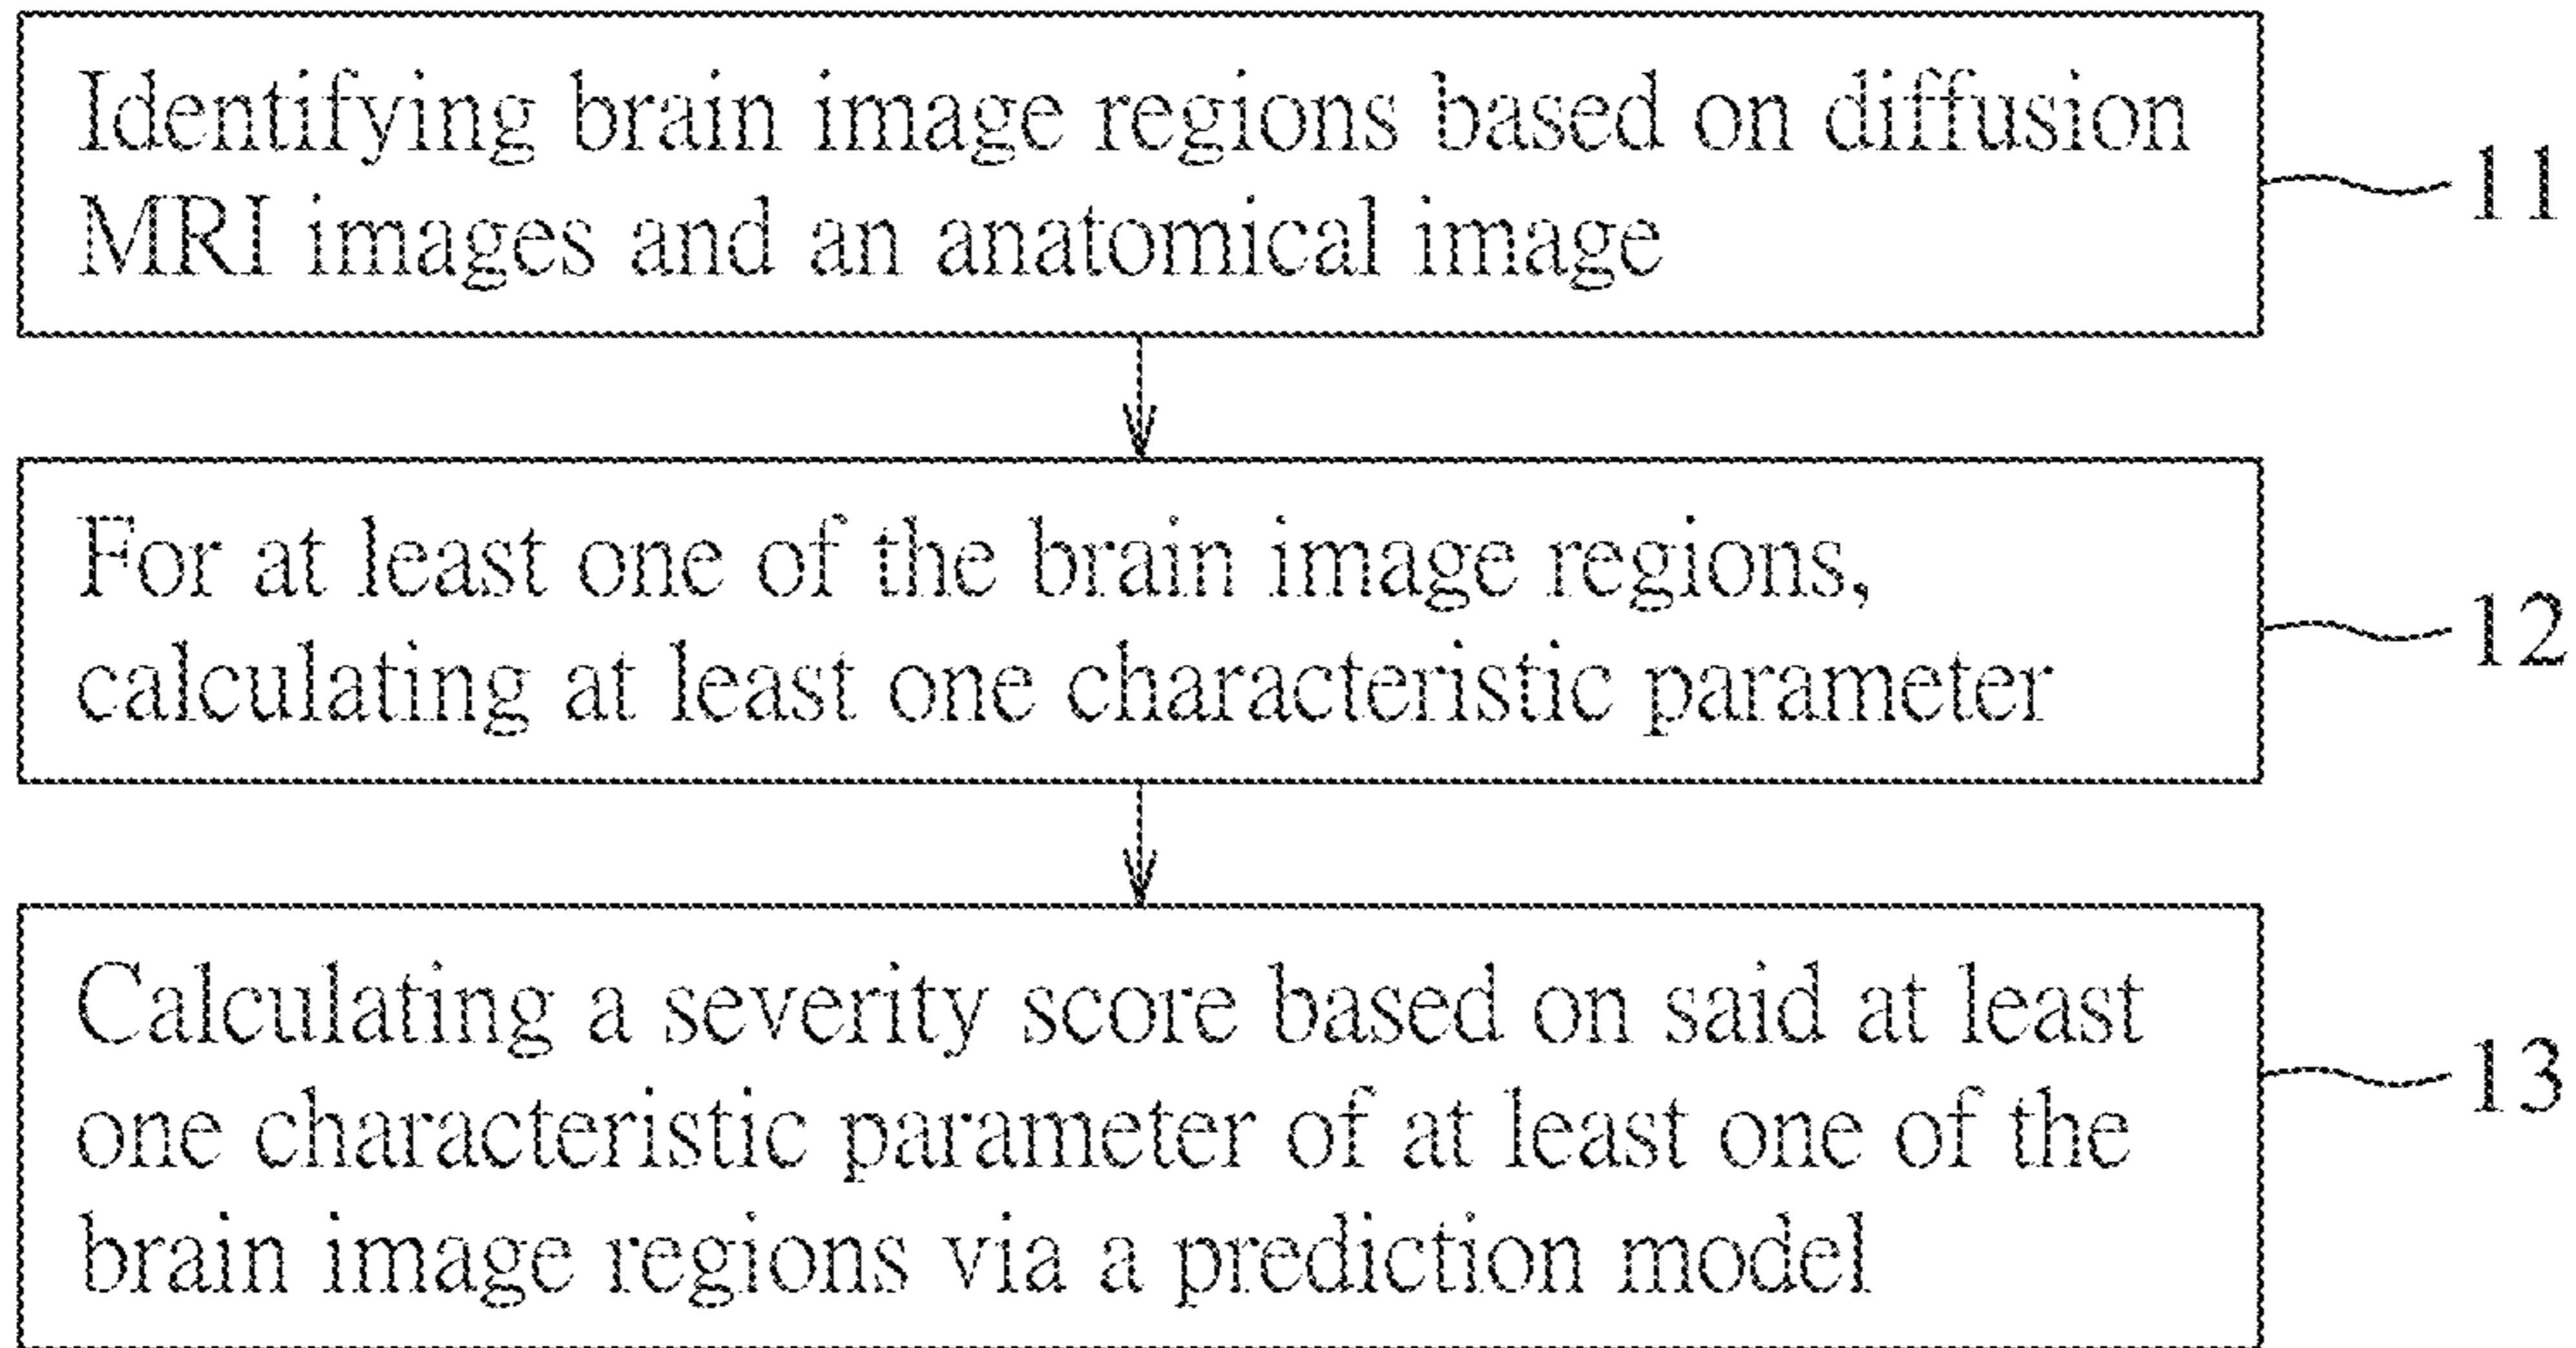 Identifying brain image regions based on diffusion
MRI images and an anatomical image
11
For at least one of the brain image regions,
calculating at least one characteristic parameter
12
Calculating a severity score based on said at least
one characteristic parameter of at least one of the
brain image regions via a prediction model
13